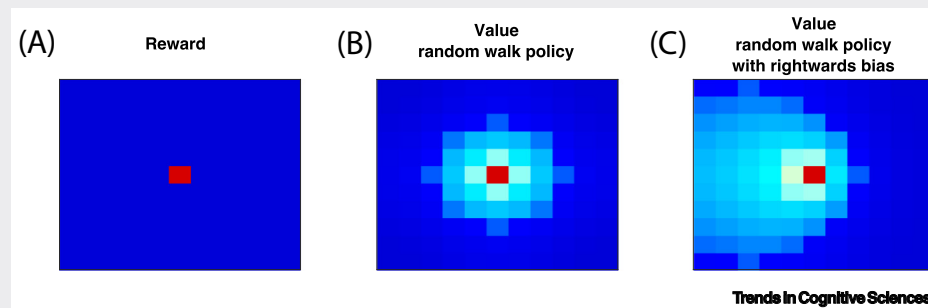 (A)
Reward
(B)
Value
random walk policy
(C)
Value
random walk policy
with rightwards bias
Trends in Cognitive Sciences